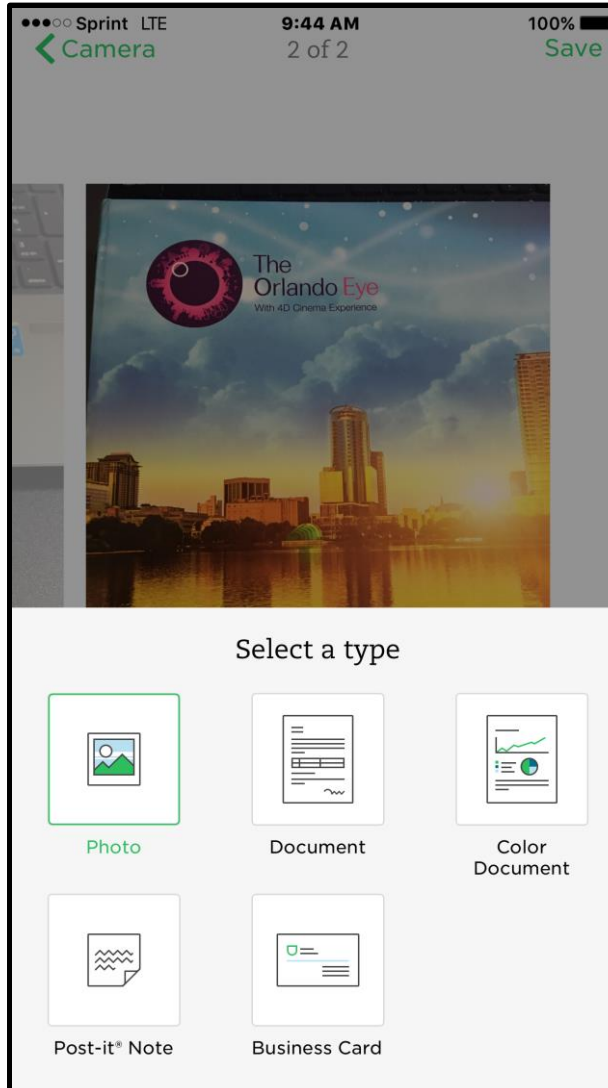 Sprint LTE
9:44 AM
100%
Camera
2 of 2
Save
The
Orlando Eye
With 4D Cinema Experience
Select a type
Photo
Document
Color
Document
Post-it® Note
Business Card